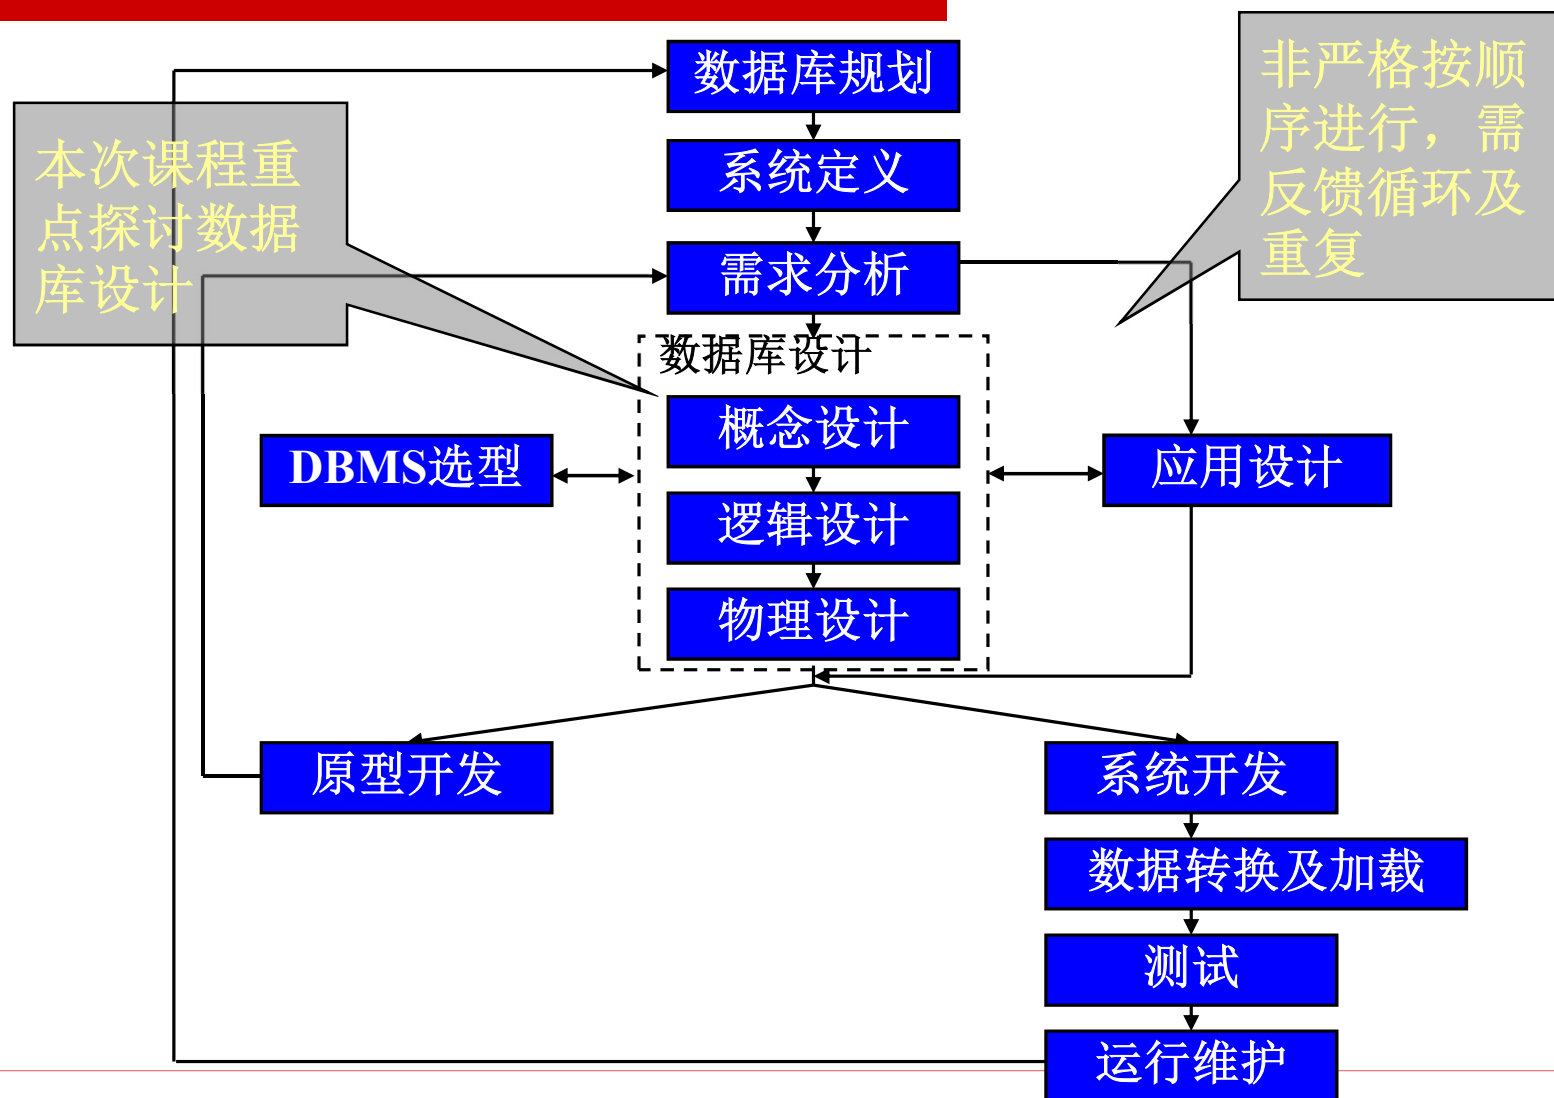 数据库规划
系统定义
需求分析
本次课程重
点探讨数据
库设计
非严格按顺
序进行，需
反馈循环及
重复
数据库设计
概念设计
逻辑设计
物理设计
DBMS选型
应用设计
原型开发
系统开发
数据转换及加载
测试
运行维护